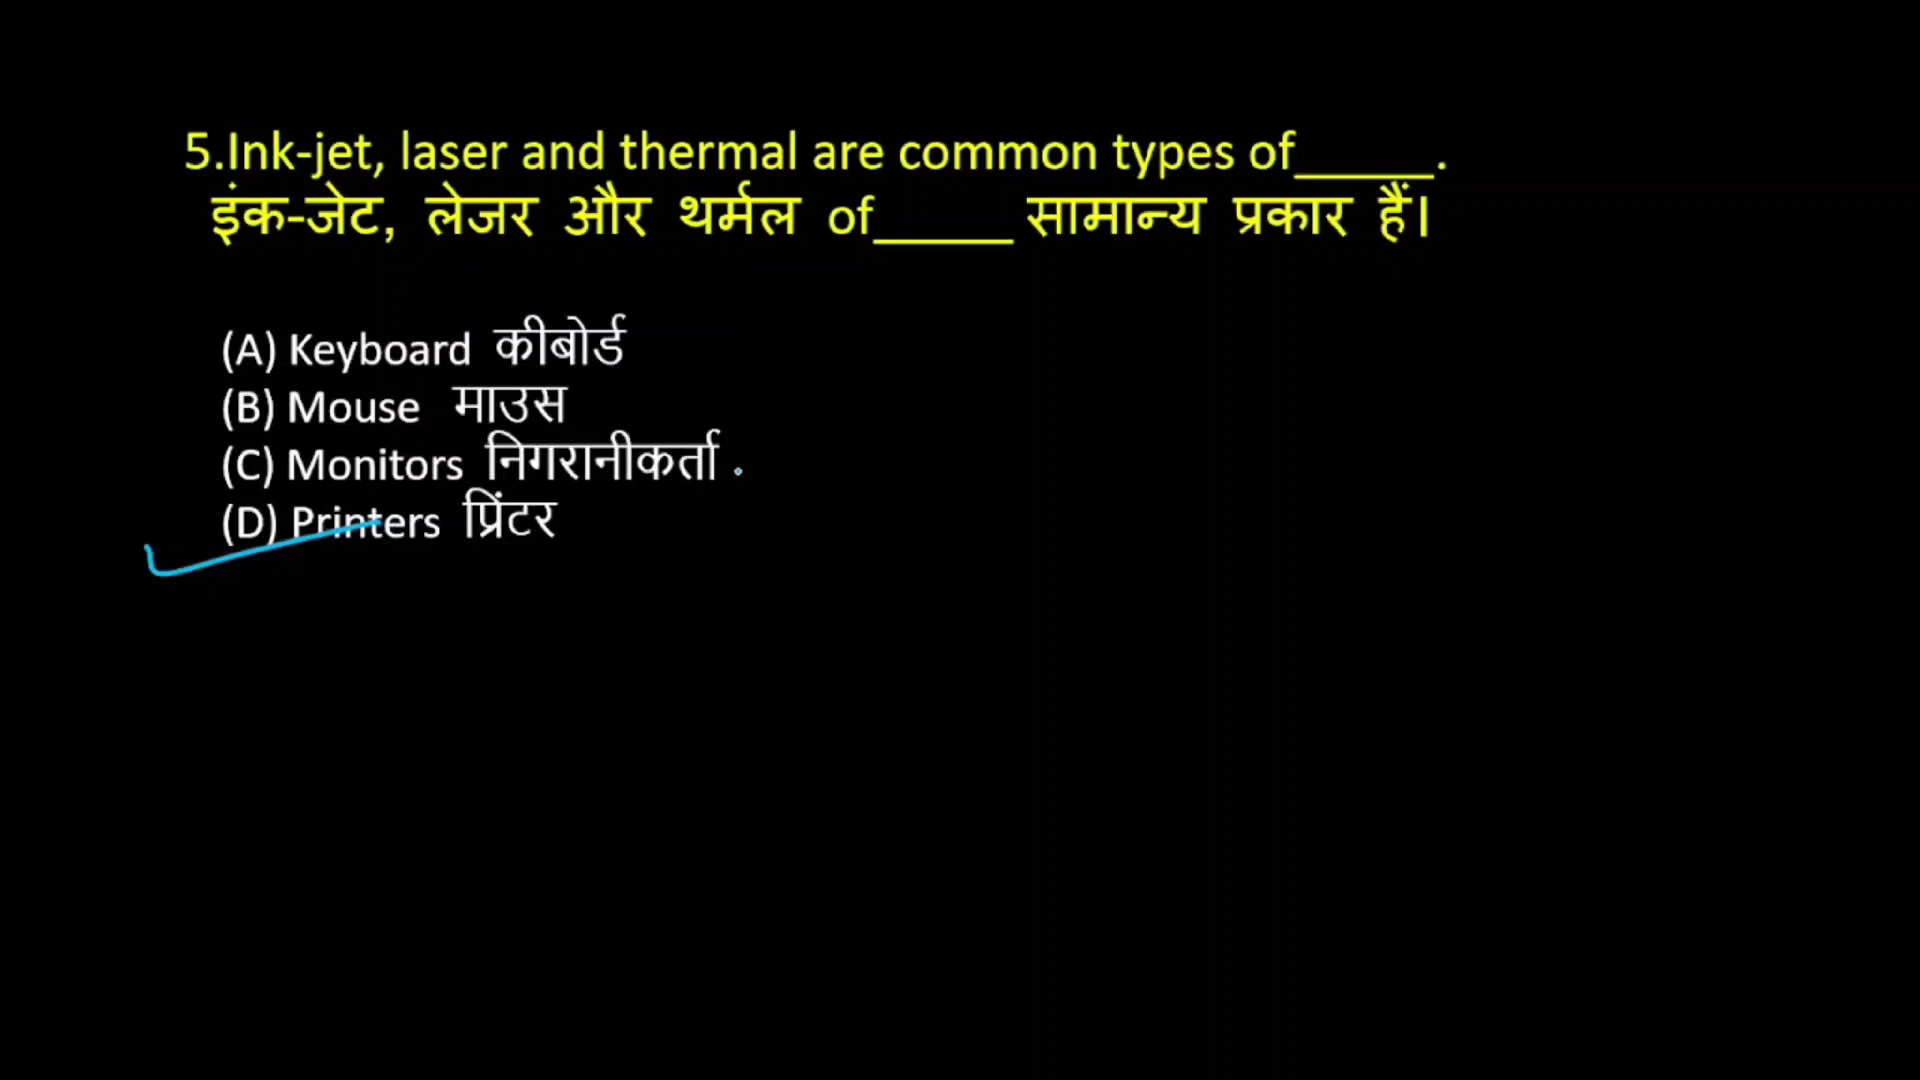 5.Ink-jet, laser and thermal are common types of_____.
इंक-जेट, लेजर और थर्मल of_____ सामान्य प्रकार हैं।
(A) Keyboard कीबोर्ड
(B) Mouse माउस
(C) Monitors निगरानीकर्ता
(D) Printers प्रिंटर